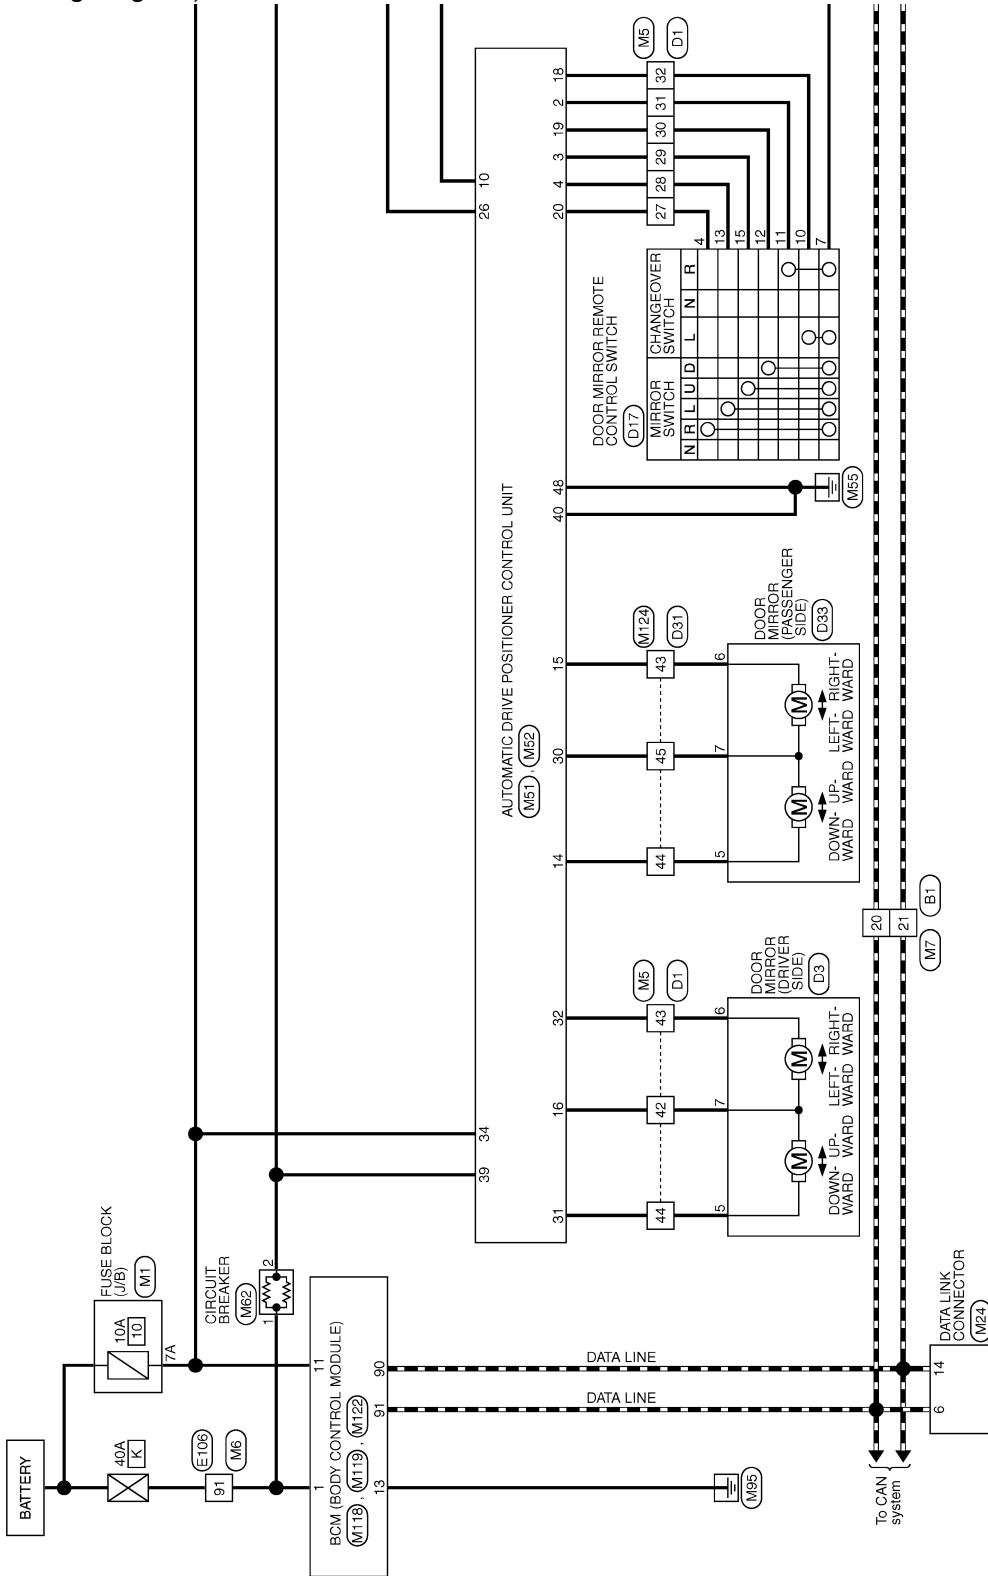 BATTERY
40A
K
E106
91
M6
10A
10
FUSE BLOCK
(J/B)
M1
7A
CIRCUIT
BREAKER
M62
1
2
1
11
BCM (BODY CONTROL MODULE)
M118 , M119 , M122
13
91
90
39
34
26
10
AUTOMATIC DRIVE POSITIONER CONTROL UNIT
M51 , M52
31
16
32
14
30
15
40
48
20
4
3
19
2
18
M5
D1
44
42
43
M124
D31
44
45
43
M5
D1
27
28
29
30
31
32
DATA LINE
DATA LINE
M95
DOOR
MIRROR
(DRIVER
SIDE)
D3
5
7
6
M
M
DOWN-
WARD
UP-
WARD
LEFT-
WARD
RIGHT-
WARD
DOOR
MIRROR
(PASSENGER
SIDE)
D33
5
7
6
M
M
DOWN-
WARD
UP-
WARD
LEFT-
WARD
RIGHT-
WARD
M55
DOOR MIRROR REMOTE
CONTROL SWITCH
D17
MIRROR
SWITCH
CHANGEOVER
SWITCH
N R L U D L N R
4
13
15
12
11
10
7
20
21
M7
B1
To CAN
system
6
14
DATA LINK
CONNECTOR
M24